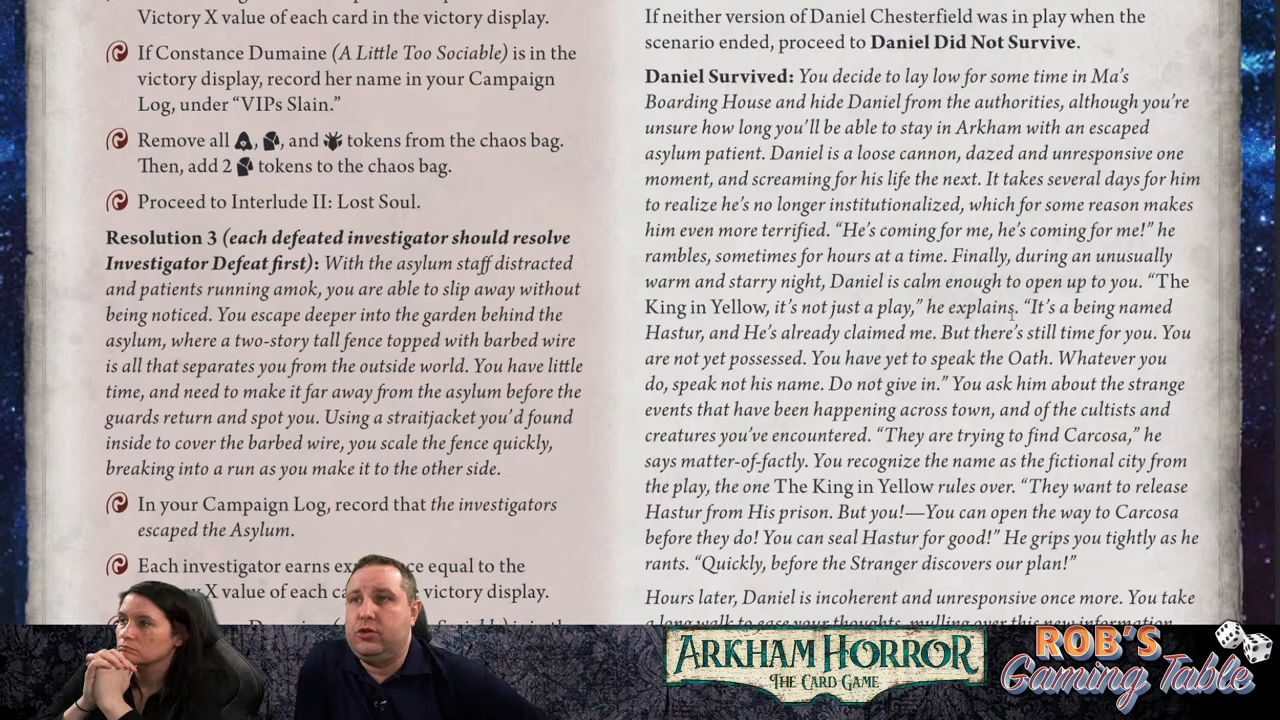 Victory X value of each card in the victory display.
If Constance Dumaine (A Little Too Sociable) is in the
victory display, record her name in your Campaign
Log, under “VIPs Slain.”
Remove all , , and tokens from the chaos bag.
Then, add 2 tokens to the chaos bag.
Proceed to Interlude II: Lost Soul.
Resolution 3 (each defeated investigator should resolve
Investigator Defeat first): With the asylum staff distracted
and patients running amok, you are able to slip away without
being noticed. You escape deeper into the garden behind the
asylum, where a two-story tall fence topped with barbed wire
is all that separates you from the outside world. You have little
time, and need to make it far away from the asylum before the
guards return and spot you. Using a straitjacket you’d found
inside to cover the barbed wire, you scale the fence quickly,
breaking into a run as you make it to the other side.
In your Campaign Log, record that the investigators
escaped the Asylum.
Each investigator earns equal to the
X value of each victory display.
If neither version of Daniel Chesterfield was in play when the
scenario ended, proceed to Daniel Did Not Survive.
Daniel Survived: You decide to lay low for some time in Ma’s
Boarding House and hide Daniel from the authorities, although you’re
unsure how long you’ll be able to stay in Arkham with an escaped
asylum patient. Daniel is a loose cannon, dazed and unresponsive one
moment, and screaming for his life the next. It takes several days for him
to realize he’s no longer institutionalized, which for some reason makes
him even more terrified. “He’s coming for me, he’s coming for me!” he
rambles, sometimes for hours at a time. Finally, during an unusually
warm and starry night, Daniel is calm enough to open up to you. “The
King in Yellow, it’s not just a play,” he explains. “It’s a being named
Hastur, and He’s already claimed me. But there’s still time for you. You
are not yet possessed. You have yet to speak the Oath. Whatever you
do, speak not his name. Do not give in.” You ask him about the strange
events that have been happening across town, and of the cultists and
creatures you’ve encountered. “They are trying to find Carcosa,” he
says matter-of-factly. You recognize the name as the fictional city from
the play, the one The King in Yellow rules over. “They want to release
Hastur from His prison. But you!—You can open the way to Carcosa
before they do! You can seal Hastur for good!” He grips you tightly as he
rants. “Quickly, before the Stranger discovers our plan!”
Hours later, Daniel is incoherent and unresponsive once more. You take
a long walk to ease your thoughts, mulling over this new information
ARKHAM HORROR
THE CARD GAME
ROB'S
Gaming Table